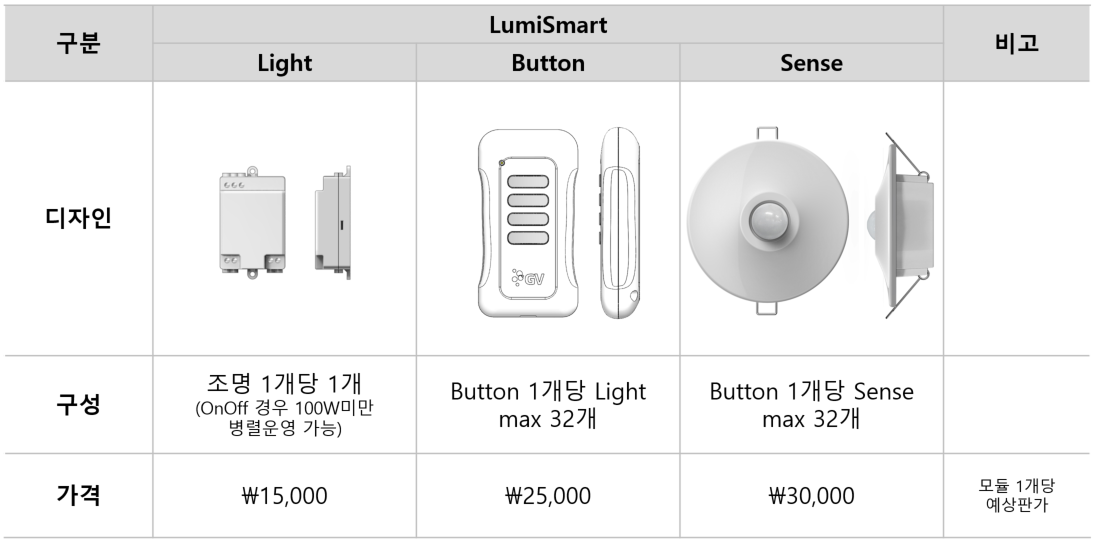 구분
LumiSmart
비고
Light
Button
Sense
디자인
GV
구성
조명 1개당 1개
(OnOff 경우 100W미만
병렬운영 가능)
Button 1개당 Light
max 32개
Button 1개당 Sense
max 32개
가격
₩15,000
₩25,000
₩30,000
모듈 1개당
예상판가